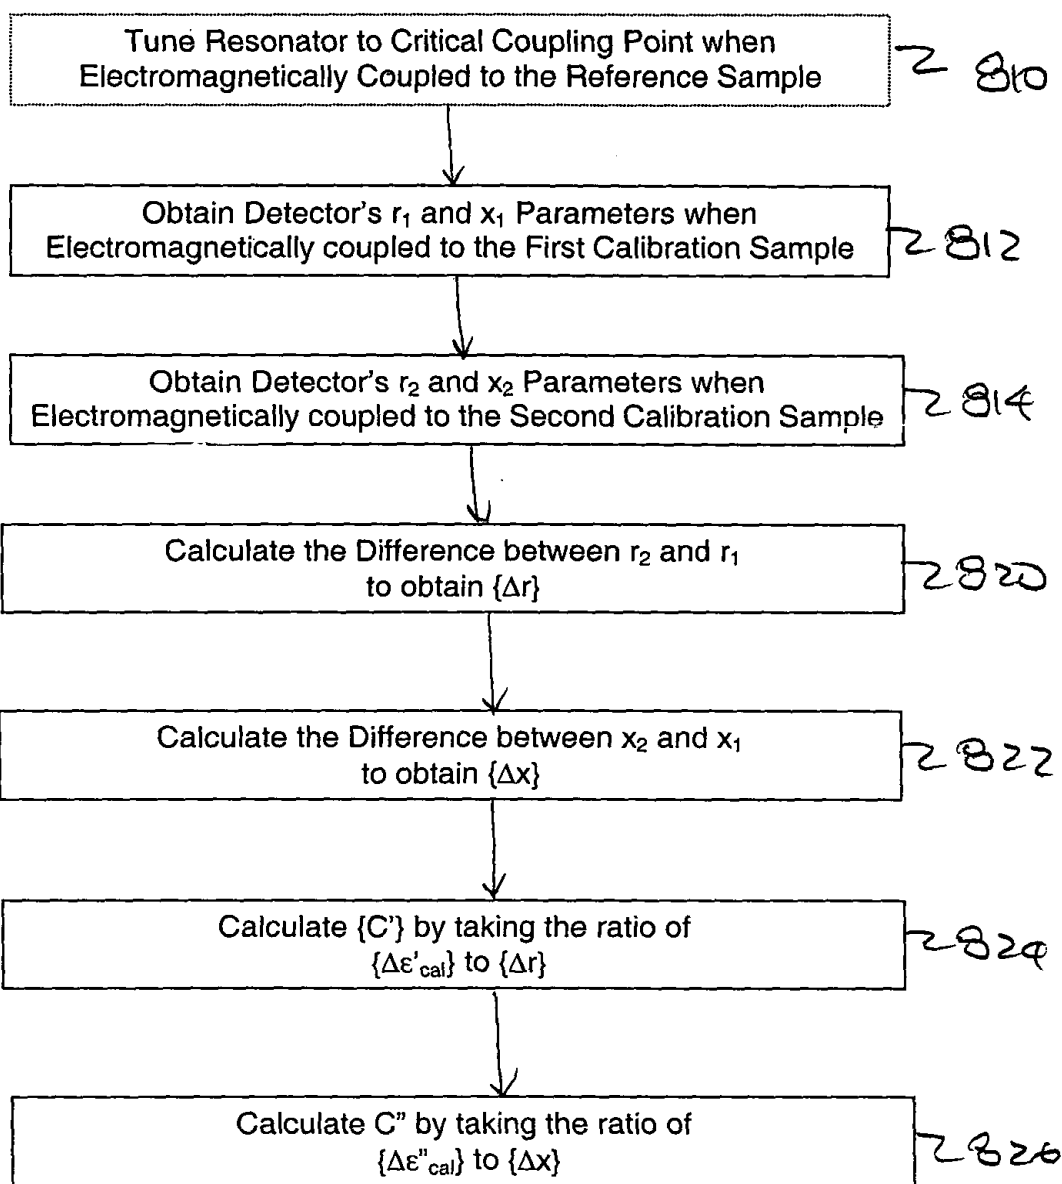 Tune Resonator to Critical Coupling Point when
Electromagnetically Coupled to the Reference Sample
810
Obtain Detector's r₁ and x₁ Parameters when
Electromagnetically coupled to the First Calibration Sample
812
Obtain Detector's r₂ and x₂ Parameters when
Electromagnetically coupled to the Second Calibration Sample
814
Calculate the Difference between r₂ and r₁
to obtain {Δr}
820
Calculate the Difference between x₂ and x₁
to obtain {Δx}
822
Calculate {C'} by taking the ratio of
{Δε'cal} to {Δr}
824
Calculate C" by taking the ratio of
{Δε"cal} to {Δx}
826